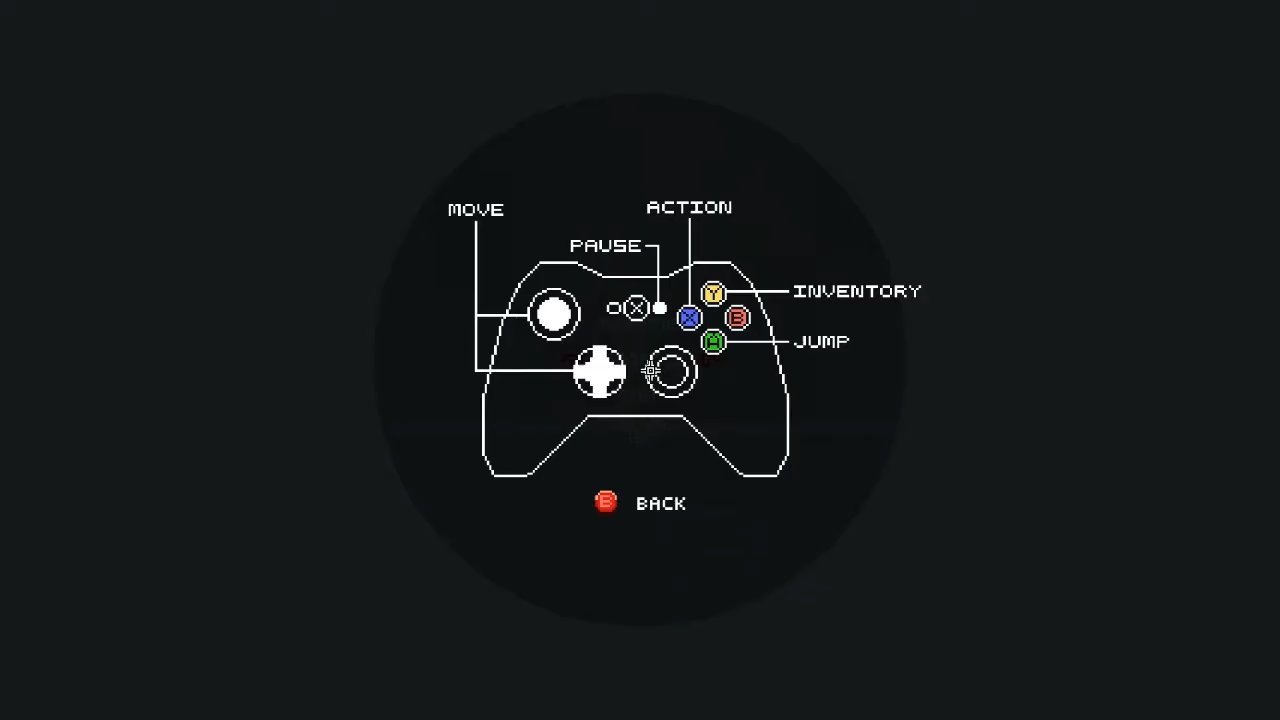 MOVE
ACTION
PAUSE
Y
INVENTORY
X
X
B
A
JUMP
B
BACK